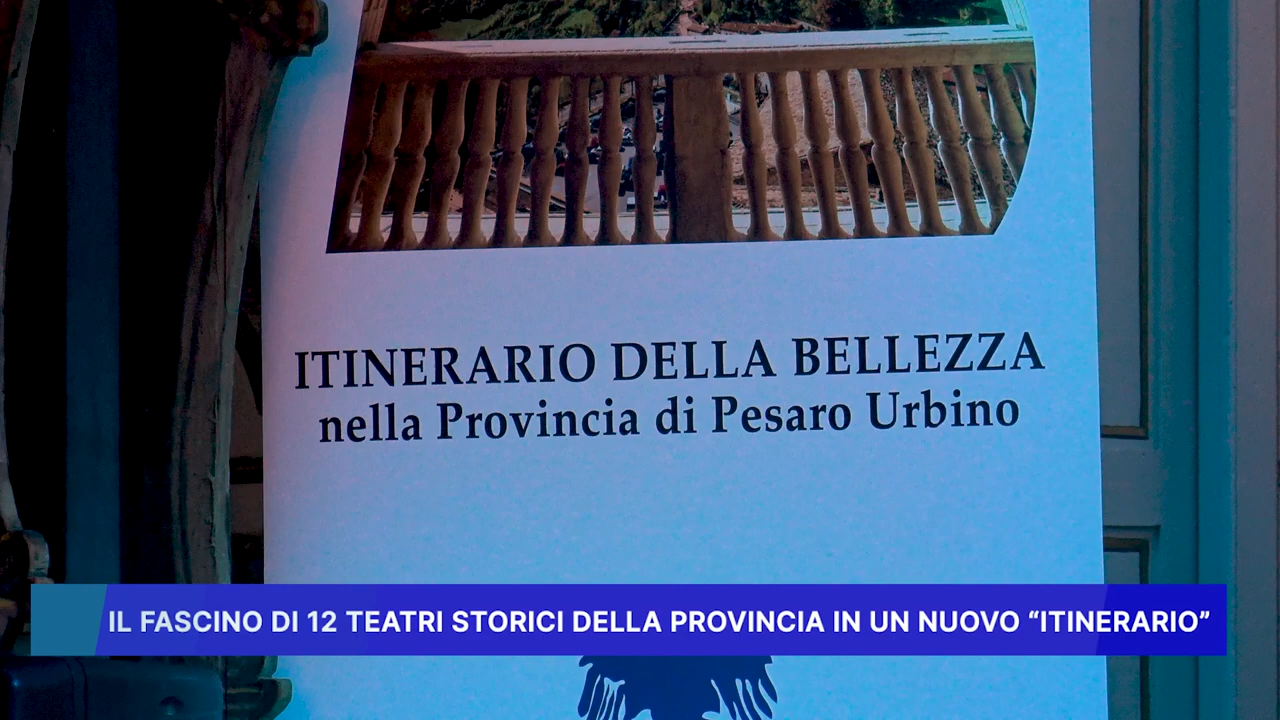 ITINERARIO DELLA BELLEZZA
nella Provincia di Pesaro Urbino
IL FASCINO DI 12 TEATRI STORICI DELLA PROVINCIA IN UN NUOVO “ITINERARIO”